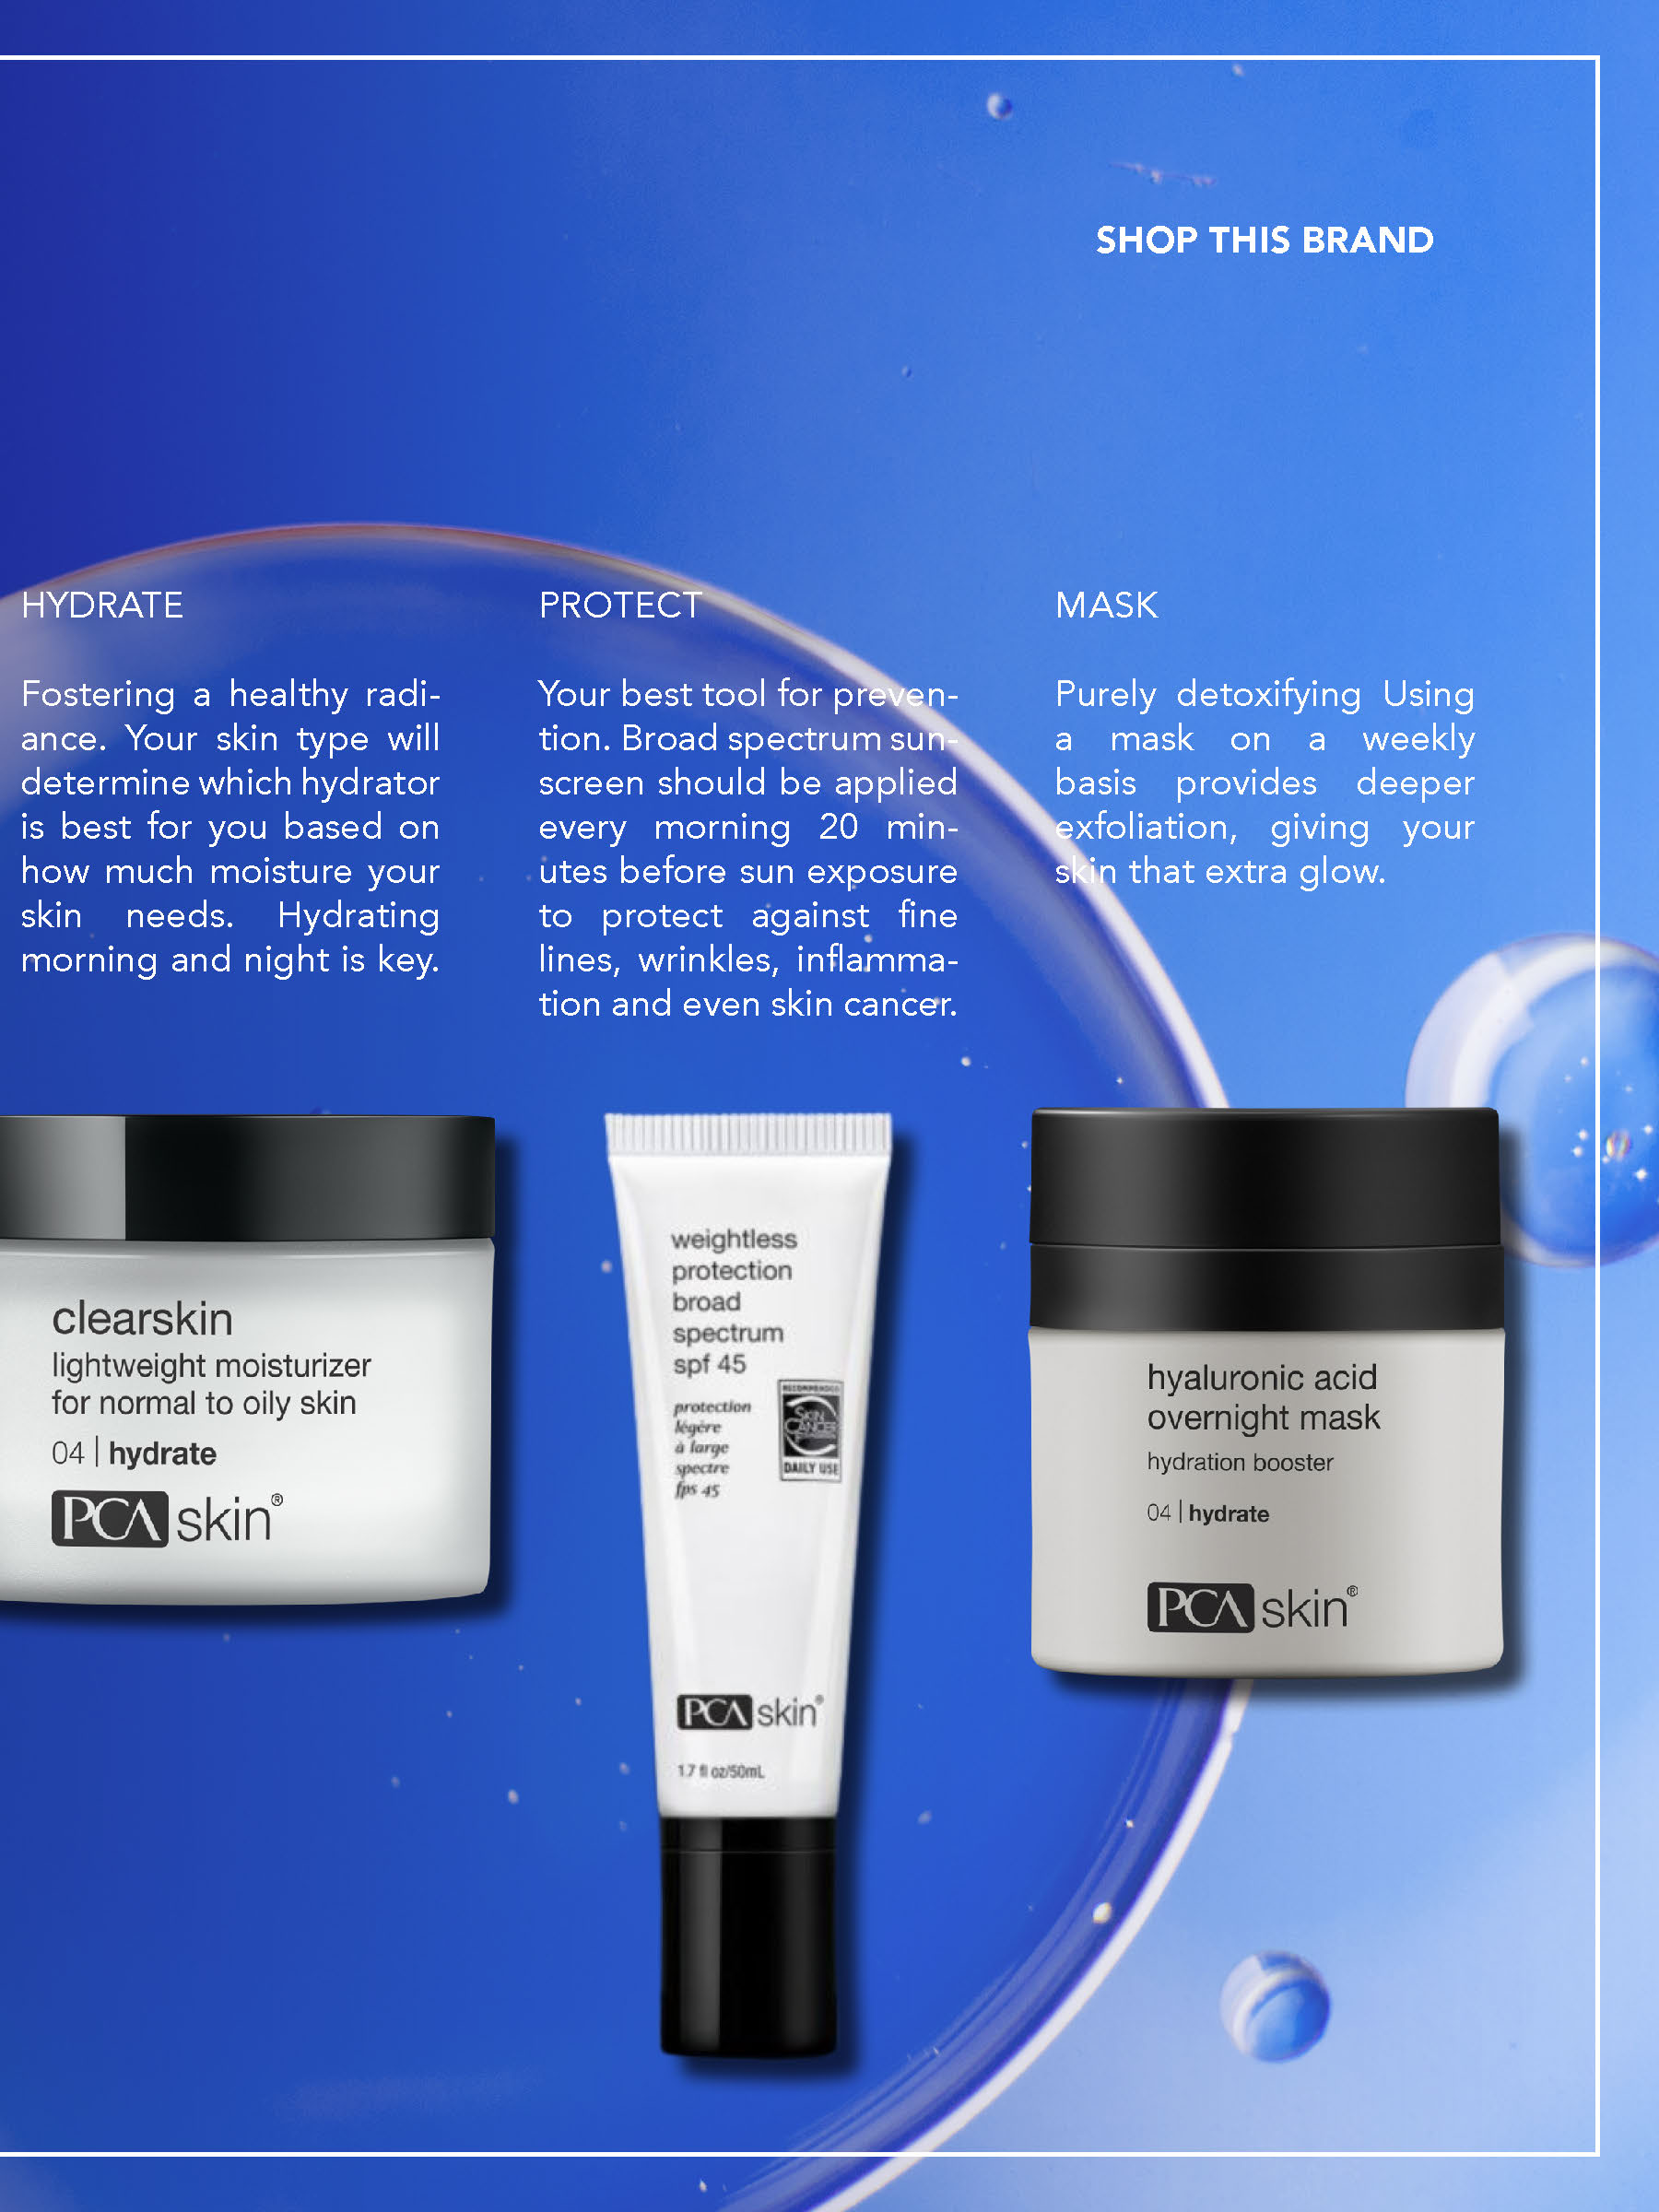 SHOP THIS BRAND
HYDRATE
Fostering a healthy radi-
ance. Your skin type will
determine which hydrator
is best for you based on
how much moisture your
skin needs. Hydrating
morning and night is key.
PROTECT
Your best tool for preven-
tion. Broad spectrum sun-
screen should be applied
every morning 20 min-
utes before sun exposure
to protect against fine
lines, wrinkles, inflamma-
tion and even skin cancer.
MASK
Purely detoxifying Using
a mask on a weekly
basis provides deeper
exfoliation, giving your
skin that extra glow.
clearskin
lightweight moisturizer
for normal to oily skin
04 | hydrate
PCA skin®
weightless
protection
broad
spectrum
spf 45
protection
légère
à large
spectre
fps 45
RECOMMENDED
SKIN
CANCER
DAILY USE
PCA skin®
1.7 fl oz/50mL
hyaluronic acid
overnight mask
hydration booster
04 | hydrate
PCA skin®